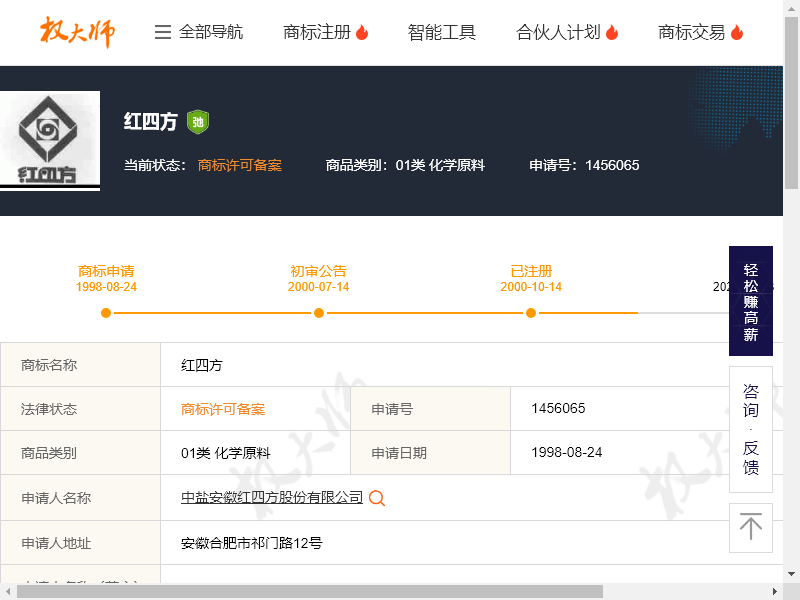 权大师
全部导航 商标注册 智能工具 合伙人计划 商标交易
红四方 驰
红四方
当前状态： 商标许可备案 商品类别：01类 化学原料 申请号：1456065
商标申请 初审公告 已注册
1998-08-24 2000-07-14 2000-10-14
轻松赚高薪
商标名称 红四方
法律状态 商标许可备案 申请号 1456065
商品类别 01类 化学原料 申请日期 1998-08-24
申请人名称 中盐安徽红四方股份有限公司
申请人地址 安徽合肥市祁门路12号
咨询·反馈
权大师
权大